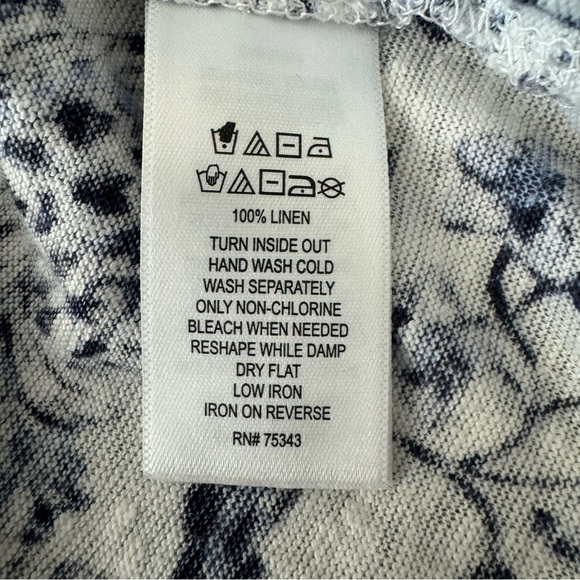 100% LINEN
TURN INSIDE OUT
HAND WASH COLD
WASH SEPARATELY
ONLY NON-CHLORINE
BLEACH WHEN NEEDED
RESHAPE WHILE DAMP
DRY FLAT
LOW IRON
IRON ON REVERSE
RN# 75343